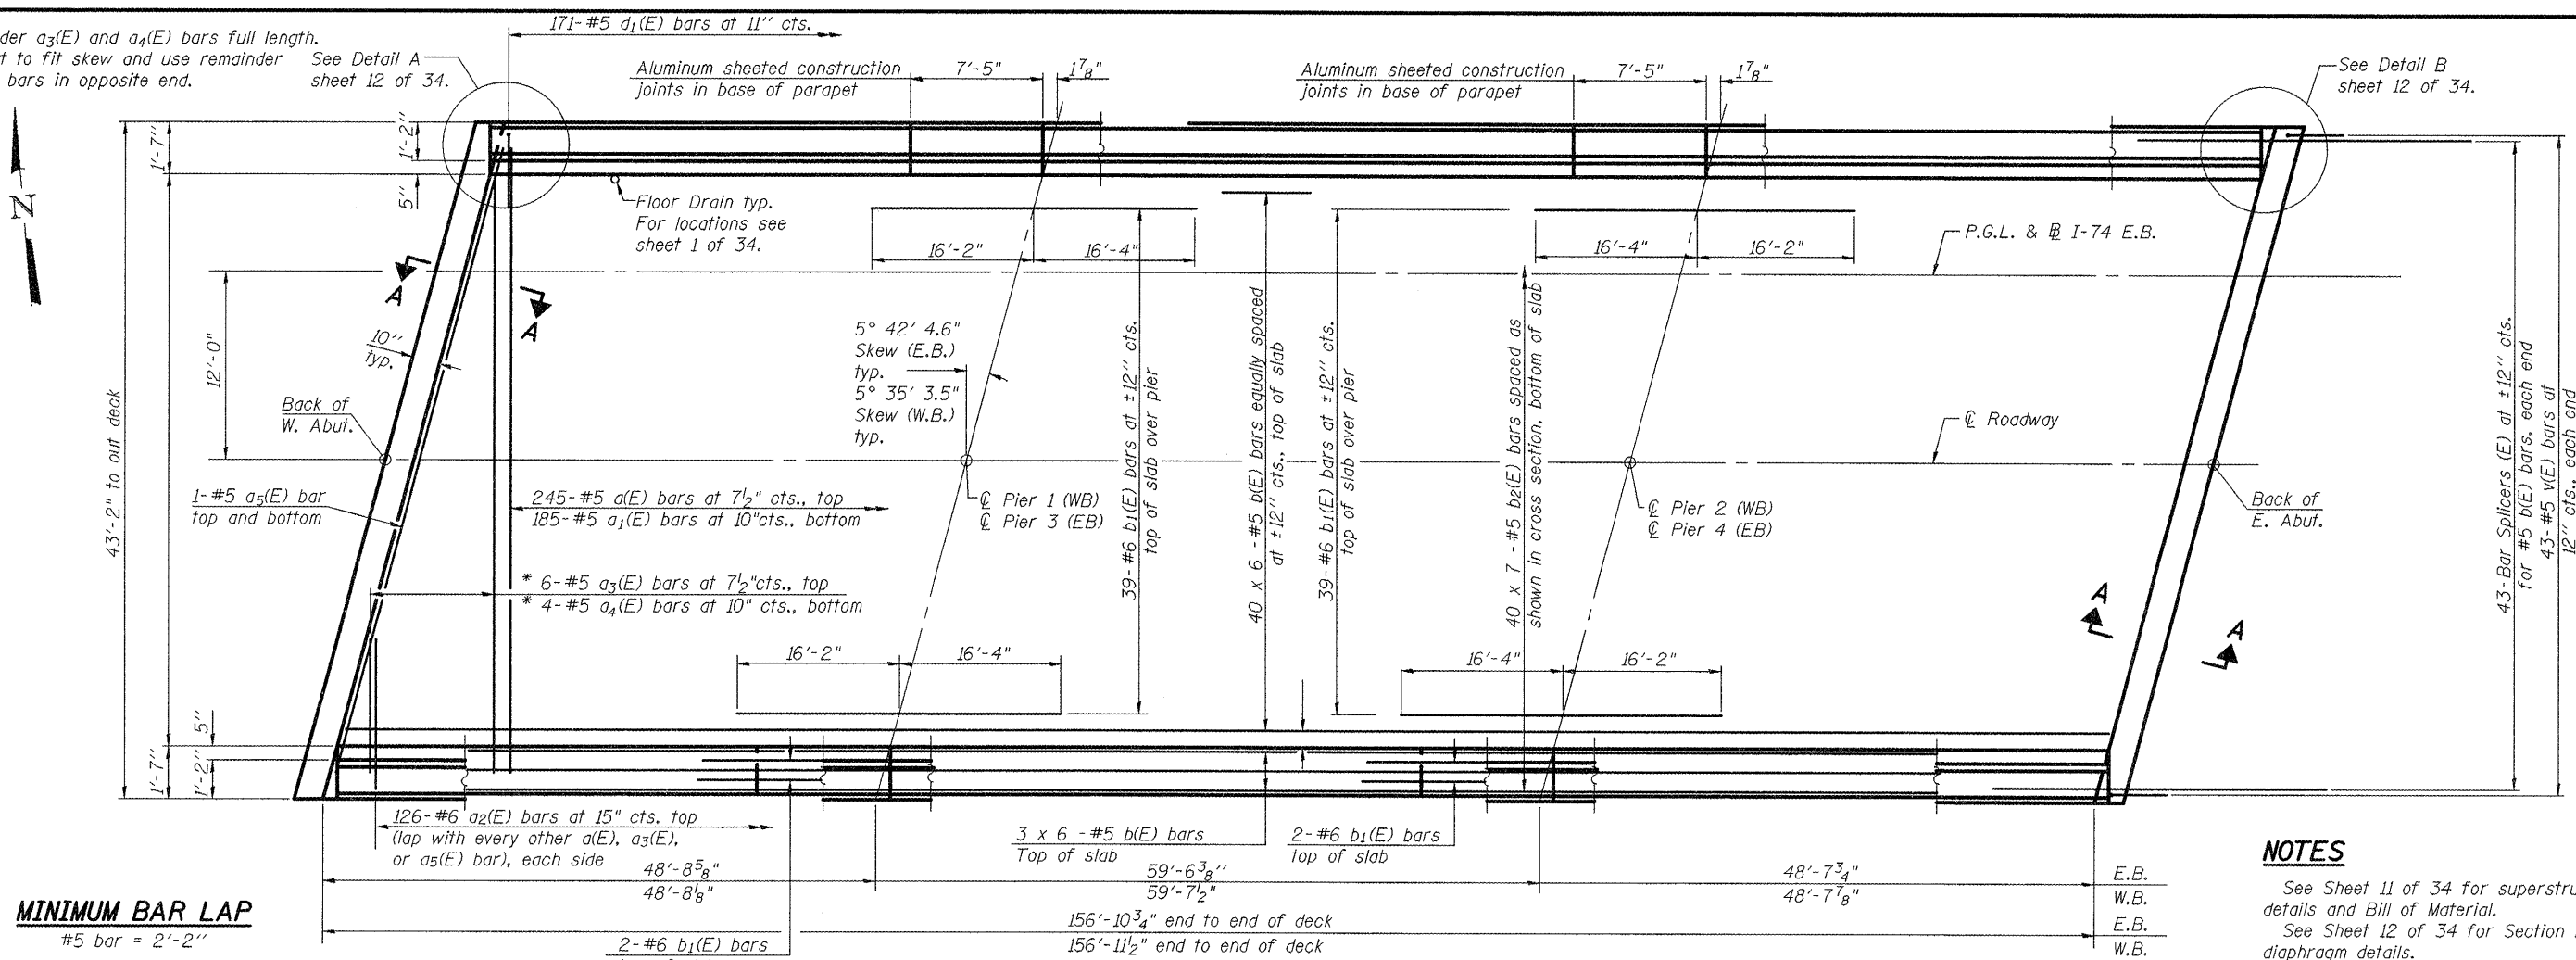 171-#5 d1(E) bars at 11" cts.
der a3(E) and a4(E) bars full length.
t to fit skew and use remainder
bars in opposite end.
See Detail A
sheet 12 of 34.
Aluminum sheeted construction
joints in base of parapet
7'-5"
1 7/8"
Aluminum sheeted construction
joints in base of parapet
7'-5"
1 7/8"
See Detail B
sheet 12 of 34.
N
1'-7"
1'-2"
5"
Floor Drain typ.
For locations see
sheet 1 of 34.
16'-2"
16'-4"
16'-4"
16'-2"
P.G.L. & ℄ I-74 E.B.
A
A
12'-0"
10"
typ.
43'-2" to out deck
5° 42' 4.6"
Skew (E.B.)
typ.
5° 35' 3.5"
Skew (W.B.)
typ.
39-#6 b1(E) bars at ±12" cts.
top of slab over pier
40 x 6 -#5 b(E) bars equally spaced
at ±12" cts., top of slab
39-#6 b1(E) bars at ±12" cts.
top of slab over pier
40 x 7 -#5 b2(E) bars spaced as
shown in cross section, bottom of slab
43-Bar Splicers (E) at ±12" cts.
for #5 b(E) bars, each end
43-#5 v(E) bars at
12" cts., each end
Back of
W. Abut.
℄ Roadway
1-#5 a5(E) bar
top and bottom
245-#5 a(E) bars at 7½" cts., top
185-#5 a1(E) bars at 10"cts., bottom
℄ Pier 1 (WB)
℄ Pier 3 (EB)
℄ Pier 2 (WB)
℄ Pier 4 (EB)
Back of
E. Abut.
* 6-#5 a3(E) bars at 7½"cts., top
* 4-#5 a4(E) bars at 10" cts., bottom
A
A
16'-2"
16'-4"
16'-4"
16'-2"
5"
1'-7"
1'-2"
126-#6 a2(E) bars at 15" cts. top
(lap with every other a(E), a3(E),
or a5(E) bar), each side
3 x 6 -#5 b(E) bars
Top of slab
2-#6 b1(E) bars
top of slab
48'-8 5/8"
48'-8 1/8"
59'-6 3/8"
59'-7½"
48'-7 3/4"
48'-7 7/8"
E.B.
W.B.
156'-10 3/4" end to end of deck
156'-11½" end to end of deck
E.B.
W.B.
2-#6 b1(E) bars
MINIMUM BAR LAP
#5 bar = 2'-2"
NOTES
See Sheet 11 of 34 for superstru
details and Bill of Material.
See Sheet 12 of 34 for Section
diaphragm details.